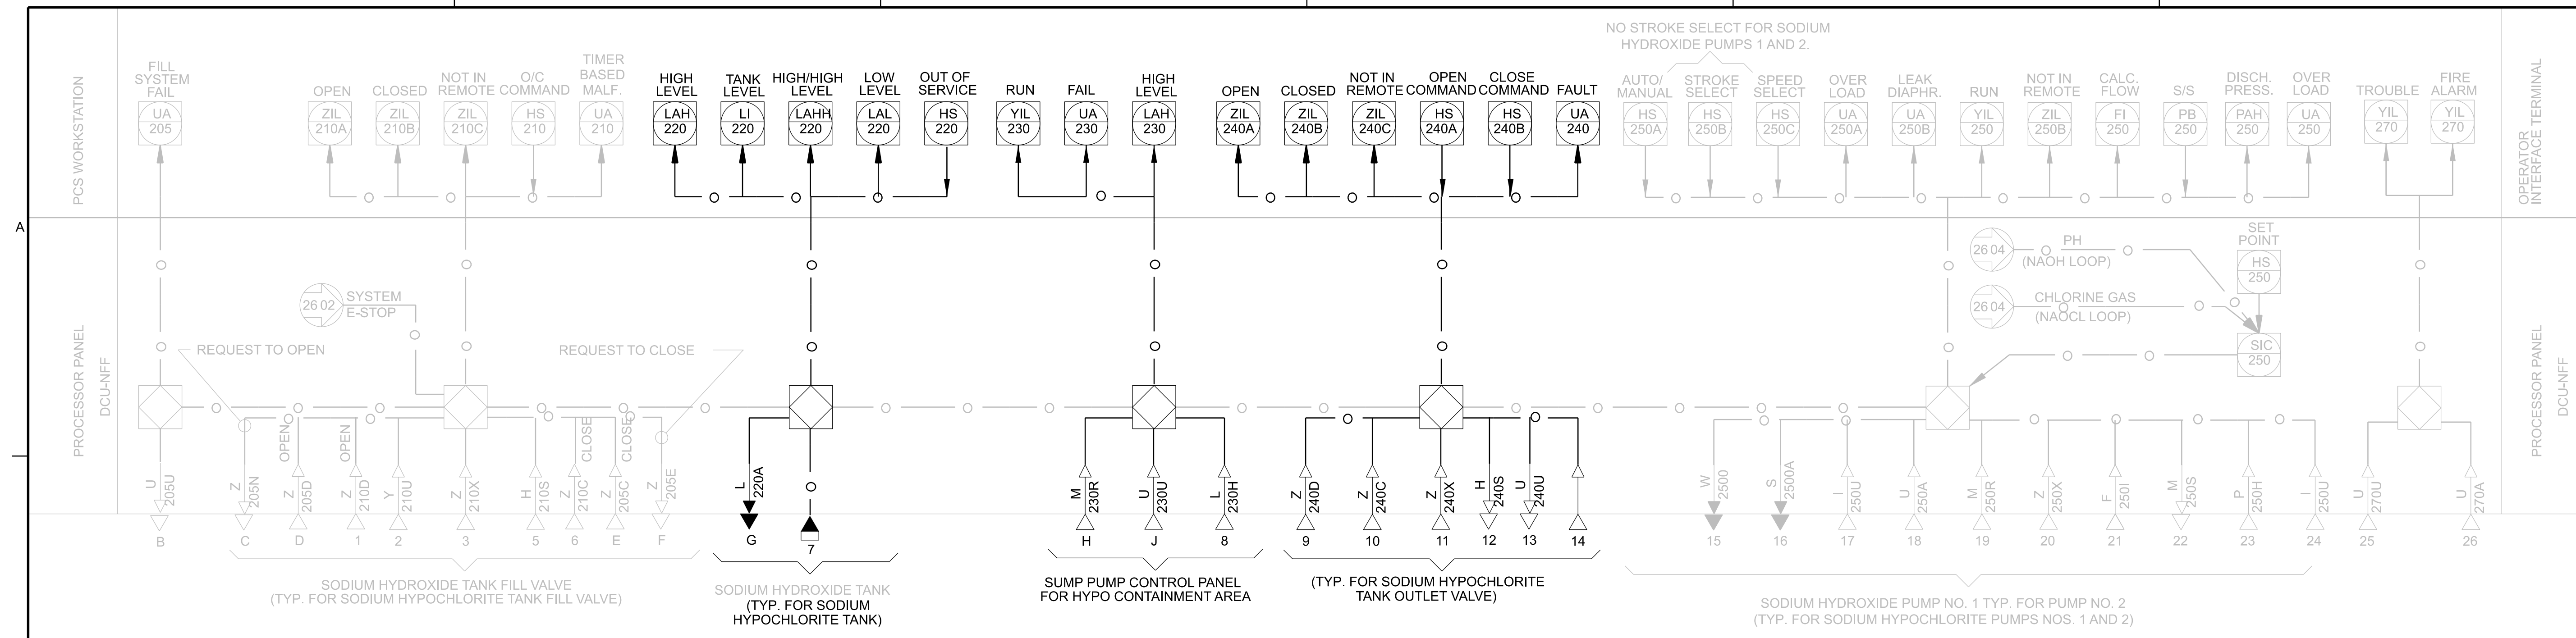 NO STROKE SELECT FOR SODIUM
HYDROXIDE PUMPS 1 AND 2.
PCS WORKSTATION
FILL
SYSTEM
FAIL
UA
205
OPEN
ZIL
210A
CLOSED
ZIL
210B
NOT IN
REMOTE
ZIL
210C
O/C
COMMAND
HS
210
TIMER
BASED
MALF.
UA
210
HIGH
LEVEL
LAH
220
TANK
LEVEL
LI
220
HIGH/HIGH
LEVEL
LAHH
220
LOW
LEVEL
LAL
220
OUT OF
SERVICE
HS
220
RUN
YIL
230
FAIL
UA
230
HIGH
LEVEL
LAH
230
OPEN
ZIL
240A
CLOSED
ZIL
240B
NOT IN
REMOTE
ZIL
240C
OPEN
COMMAND
HS
240A
CLOSE
COMMAND
HS
240B
FAULT
UA
240
AUTO/
MANUAL
HS
250A
STROKE
SELECT
HS
250B
SPEED
SELECT
HS
250C
OVER
LOAD
UA
250A
LEAK
DIAPHR.
UA
250B
RUN
YIL
250
NOT IN
REMOTE
ZIL
250B
CALC.
FLOW
FI
250
S/S
PB
250
DISCH.
PRESS.
PAH
250
OVER
LOAD
UA
250
TROUBLE
YIL
270
FIRE
ALARM
YIL
270
OPERATOR
INTERFACE TERMINAL
A
PROCESSOR PANEL
DCU-NFF
26 02
SYSTEM
E-STOP
REQUEST TO OPEN
REQUEST TO CLOSE
26 04
PH
(NAOH LOOP)
26 04
CHLORINE GAS
(NAOCL LOOP)
SET
POINT
HS
250
SIC
250
PROCESSOR PANEL
DCU-NFF
U
205U
B
Z
205N
C
OPEN
Z
205D
D
OPEN
Z
210D
1
Y
210U
2
Z
210X
3
H
210S
5
CLOSE
Z
210C
6
CLOSE
Z
205C
E
Z
205E
F
L
220A
G
7
M
230R
H
U
230U
J
L
230H
8
Z
240D
9
Z
240C
10
Z
240X
11
H
240S
12
U
240U
13
14
W
2500
15
S
2500A
16
I
250U
17
U
250A
18
M
250R
19
Z
250X
20
F
250I
21
M
250S
22
P
250H
23
I
250U
24
U
270U
25
U
270A
26
SODIUM HYDROXIDE TANK FILL VALVE
(TYP. FOR SODIUM HYPOCHLORITE TANK FILL VALVE)
SODIUM HYDROXIDE TANK
(TYP. FOR SODIUM
HYPOCHLORITE TANK)
SUMP PUMP CONTROL PANEL
FOR HYPO CONTAINMENT AREA
(TYP. FOR SODIUM HYPOCHLORITE
TANK OUTLET VALVE)
SODIUM HYDROXIDE PUMP NO. 1 TYP. FOR PUMP NO. 2
(TYP. FOR SODIUM HYPOCHLORITE PUMPS NOS. 1 AND 2)